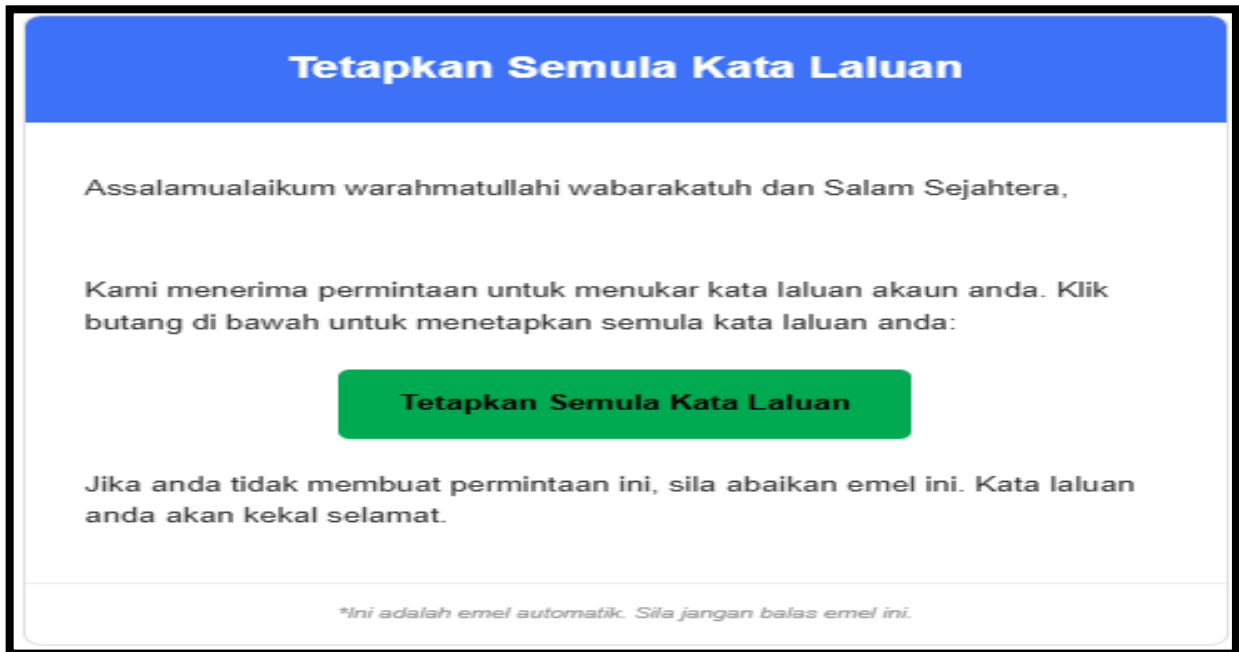 Tetapkan Semula Kata Laluan
Assalamualaikum warahmatullahi wabarakatuh dan Salam Sejahtera,
Kami menerima permintaan untuk menukar kata laluan akaun anda. Klik
butang di bawah untuk menetapkan semula kata laluan anda:
Tetapkan Semula Kata Laluan
Jika anda tidak membuat permintaan ini, sila abaikan emel ini. Kata laluan
anda akan kekal selamat.
*Ini adalah emel automatik. Sila jangan balas emel ini.